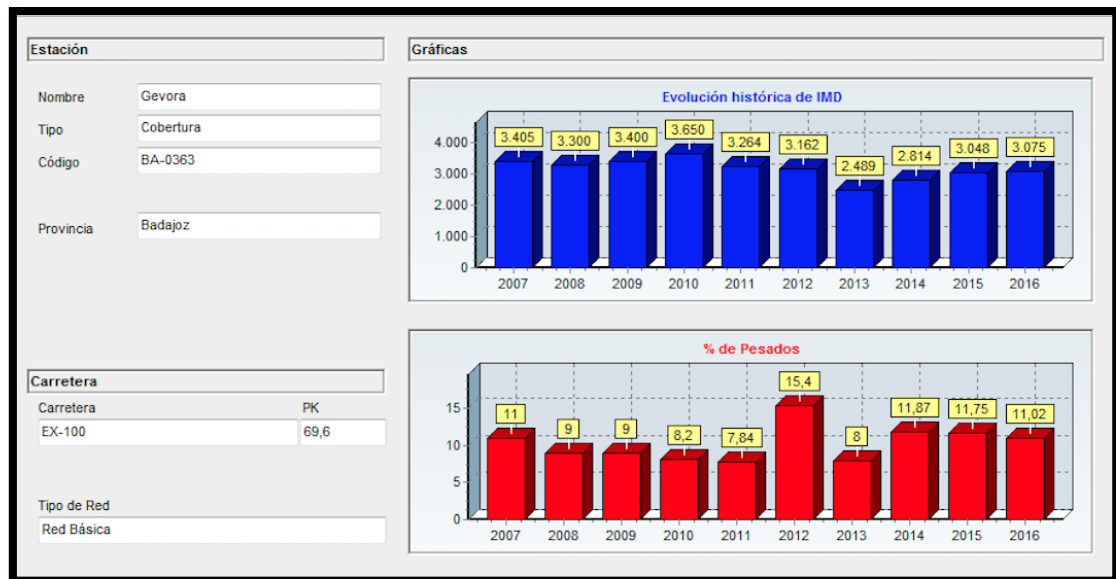 Estación
Nombre Gevora
Tipo Cobertura
Código BA-0363
Provincia Badajoz
Carretera
Carretera PK
EX-100 69,6
Tipo de Red
Red Básica
Gráficas
Evolución histórica de IMD
3.405 3.300 3.400 3.650 3.264 3.162 2.489 2.814 3.048 3.075
4.000
3.000
2.000
1.000
0
2007 2008 2009 2010 2011 2012 2013 2014 2015 2016
% de Pesados
11 9 9 8,2 7,84 15,4 8 11,87 11,75 11,02
15
10
5
0
2007 2008 2009 2010 2011 2012 2013 2014 2015 2016